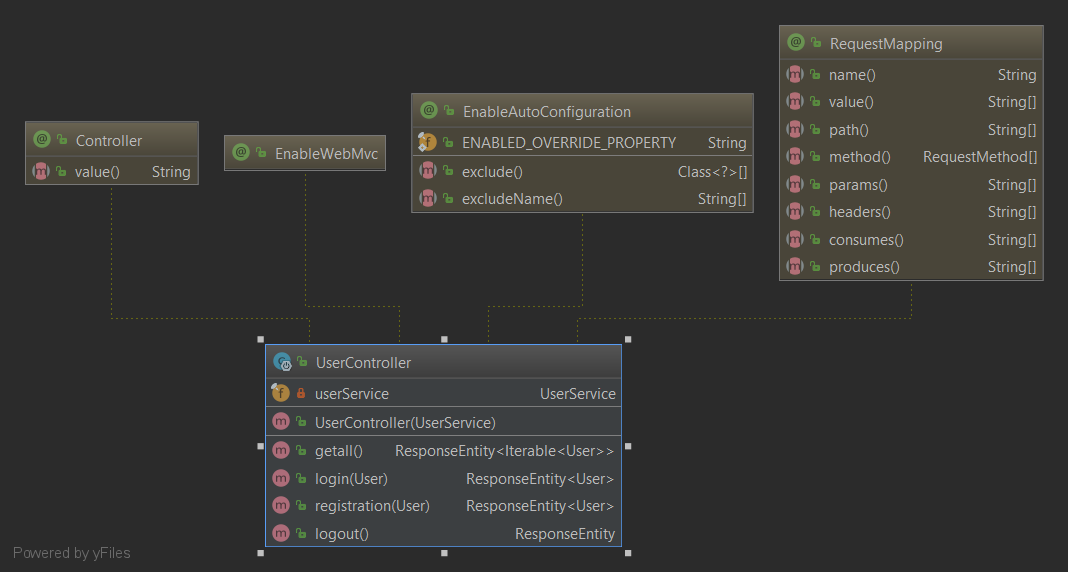 Controller
value() String
EnableWebMvc
EnableAutoConfiguration
ENABLED_OVERRIDE_PROPERTY String
exclude() Class<?>[]
excludeName() String[]
RequestMapping
name() String
value() String[]
path() String[]
method() RequestMethod[]
params() String[]
headers() String[]
consumes() String[]
produces() String[]
UserController
userService UserService
UserController(UserService)
getall() ResponseEntity<Iterable<User>>
login(User) ResponseEntity<User>
registration(User) ResponseEntity<User>
logout() ResponseEntity
Powered by yFiles